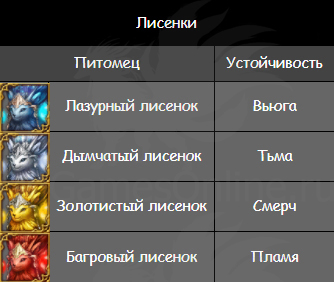 Лисенки
Питомец Устойчивость
Лазурный лисенок Вьюга
Дымчатый лисенок Тьма
Золотистый лисенок Смерч
Багровый лисенок Пламя